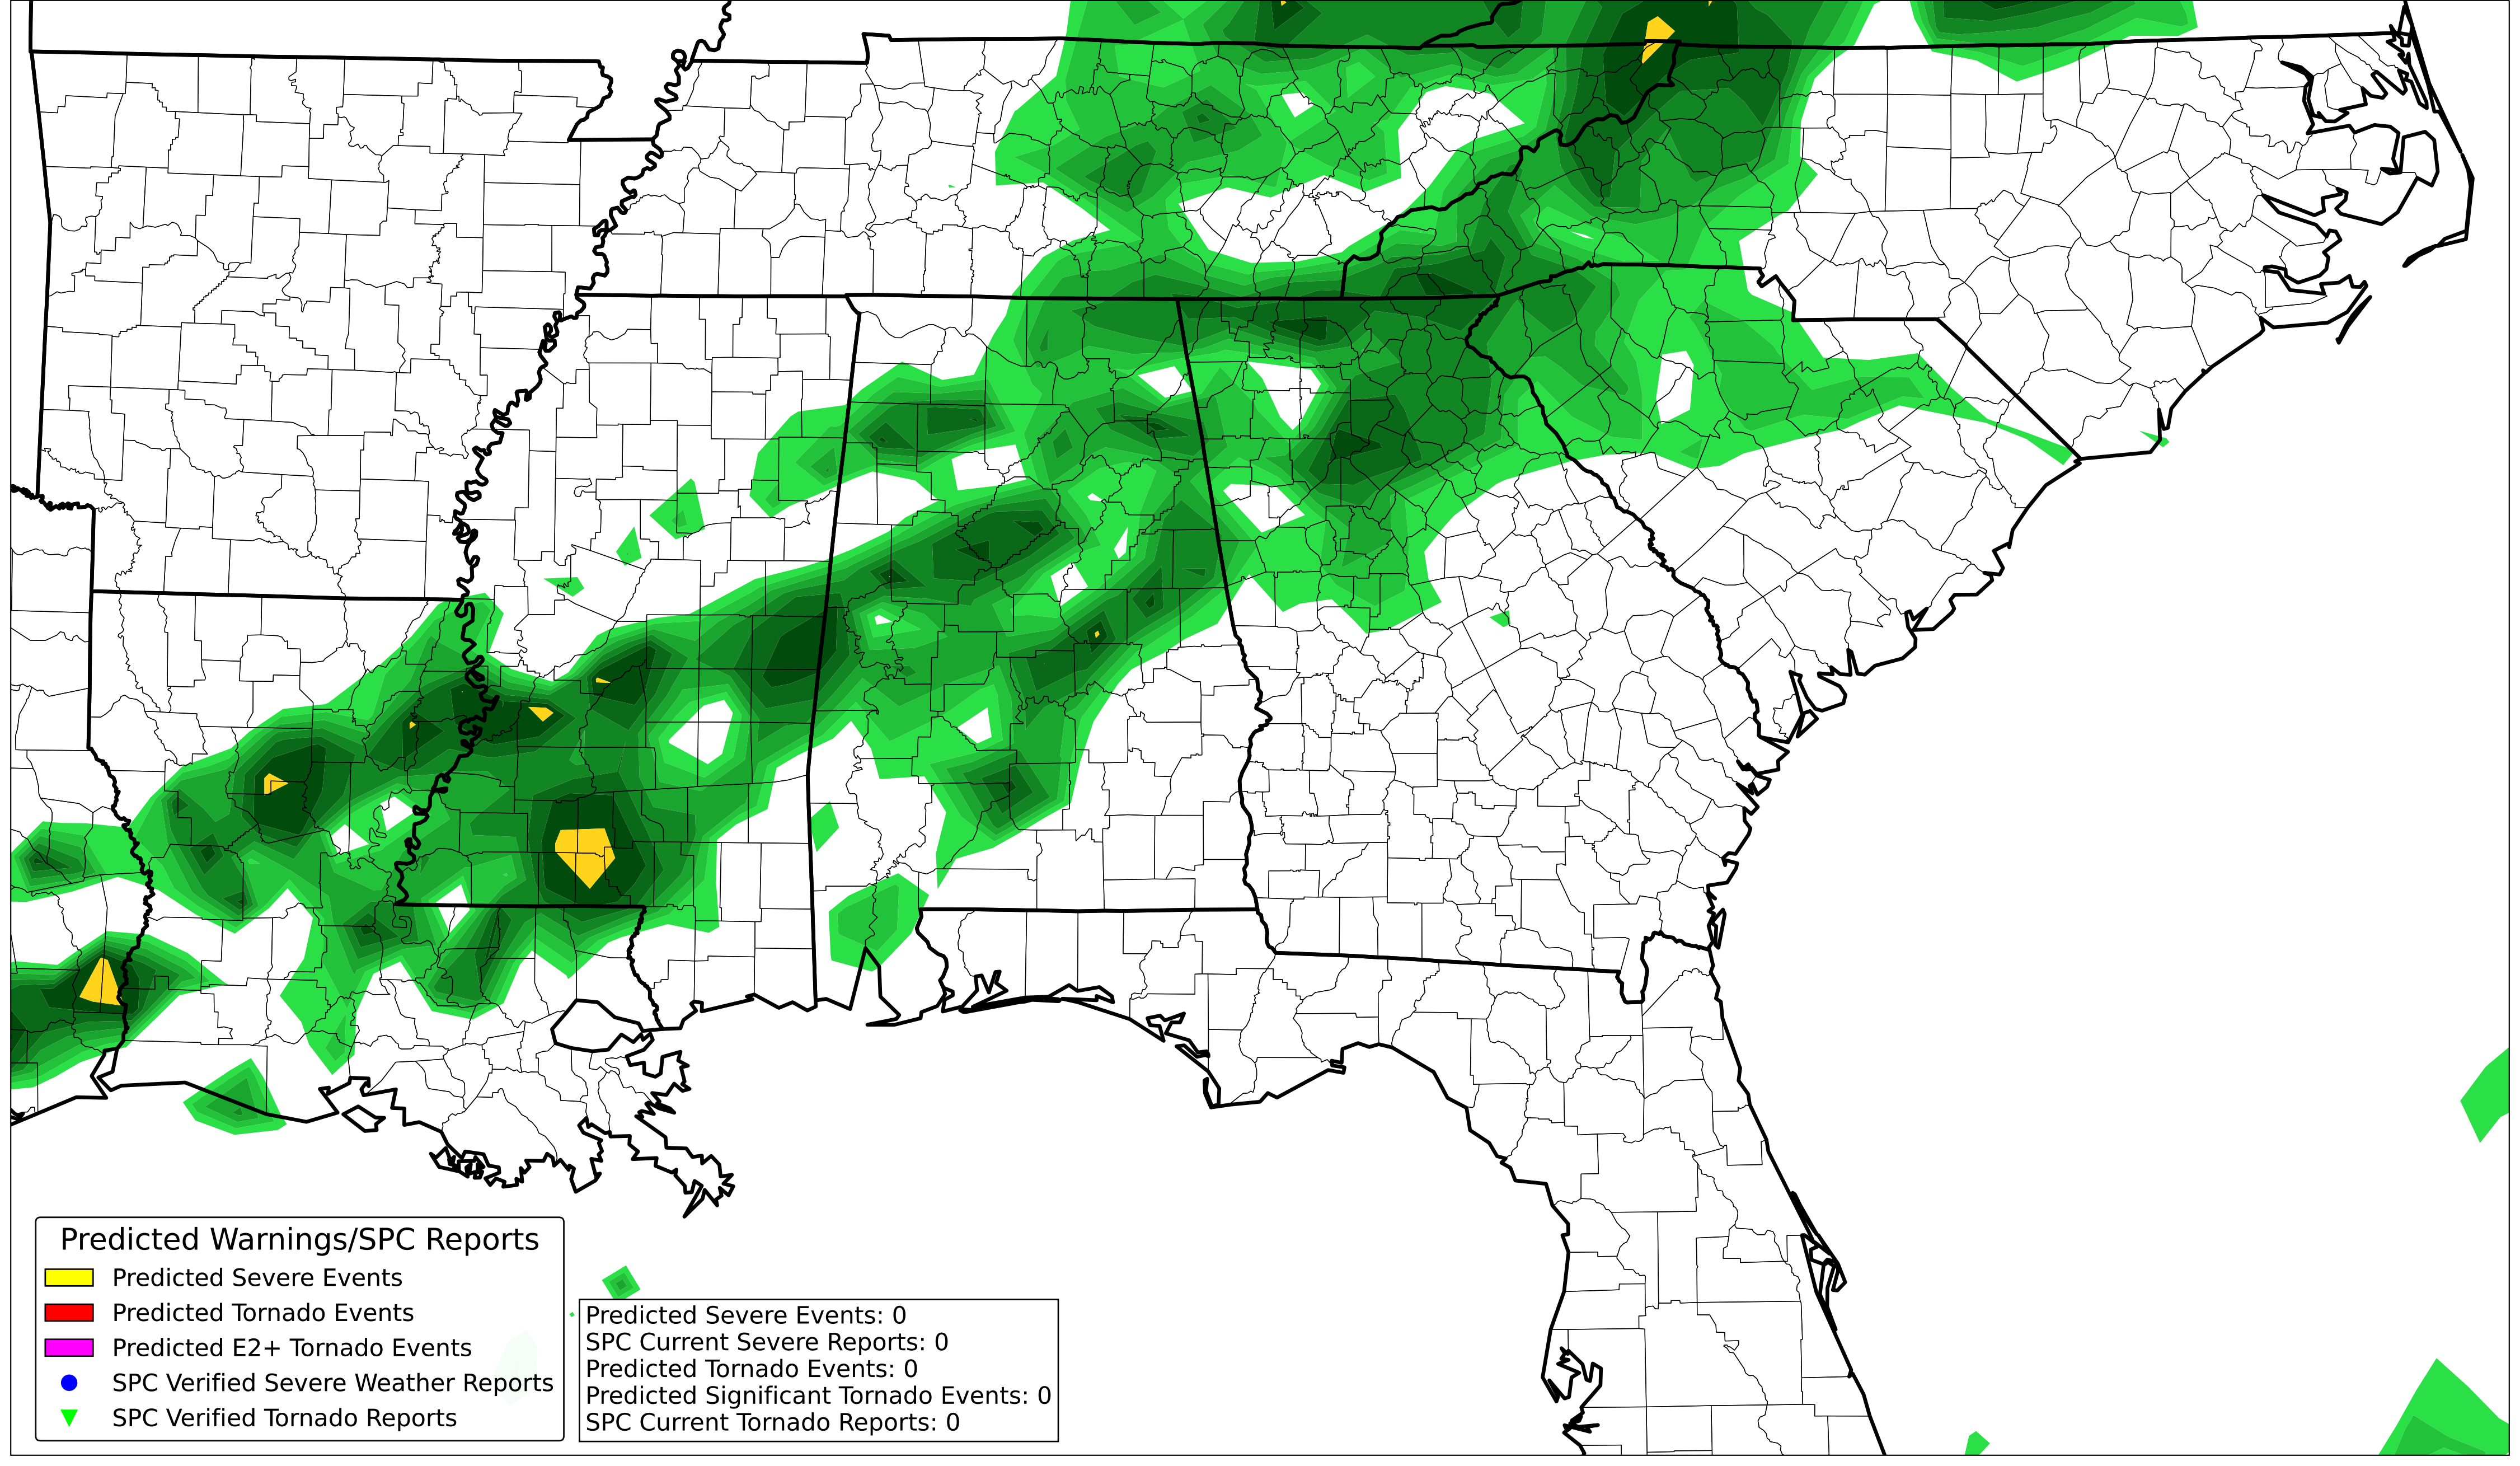 Predicted Warnings/SPC Reports
Predicted Severe Events
Predicted Tornado Events
Predicted E2+ Tornado Events
SPC Verified Severe Weather Reports
SPC Verified Tornado Reports
Predicted Severe Events: 0
SPC Current Severe Reports: 0
Predicted Tornado Events: 0
Predicted Significant Tornado Events: 0
SPC Current Tornado Reports: 0